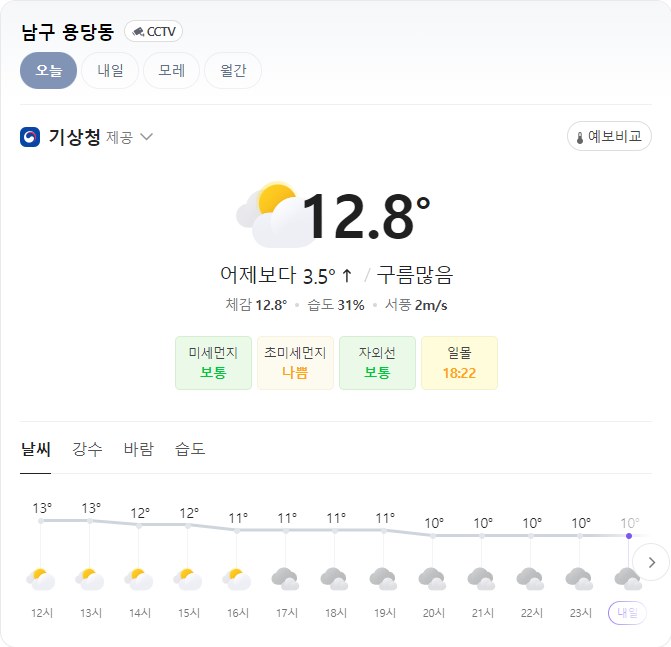 남구 용당동 CCTV
오늘 내일 모레 월간
기상청 제공 예보비교
12.8°
어제보다 3.5° ↑ / 구름많음
체감 12.8° • 습도 31% • 서풍 2m/s
미세먼지 초미세먼지 자외선 일몰
보통 나쁨 보통 18:22
날씨 강수 바람 습도
13° 13° 12° 12° 11° 11° 11° 11° 10° 10° 10° 10° 10°
12시 13시 14시 15시 16시 17시 18시 19시 20시 21시 22시 23시 내일